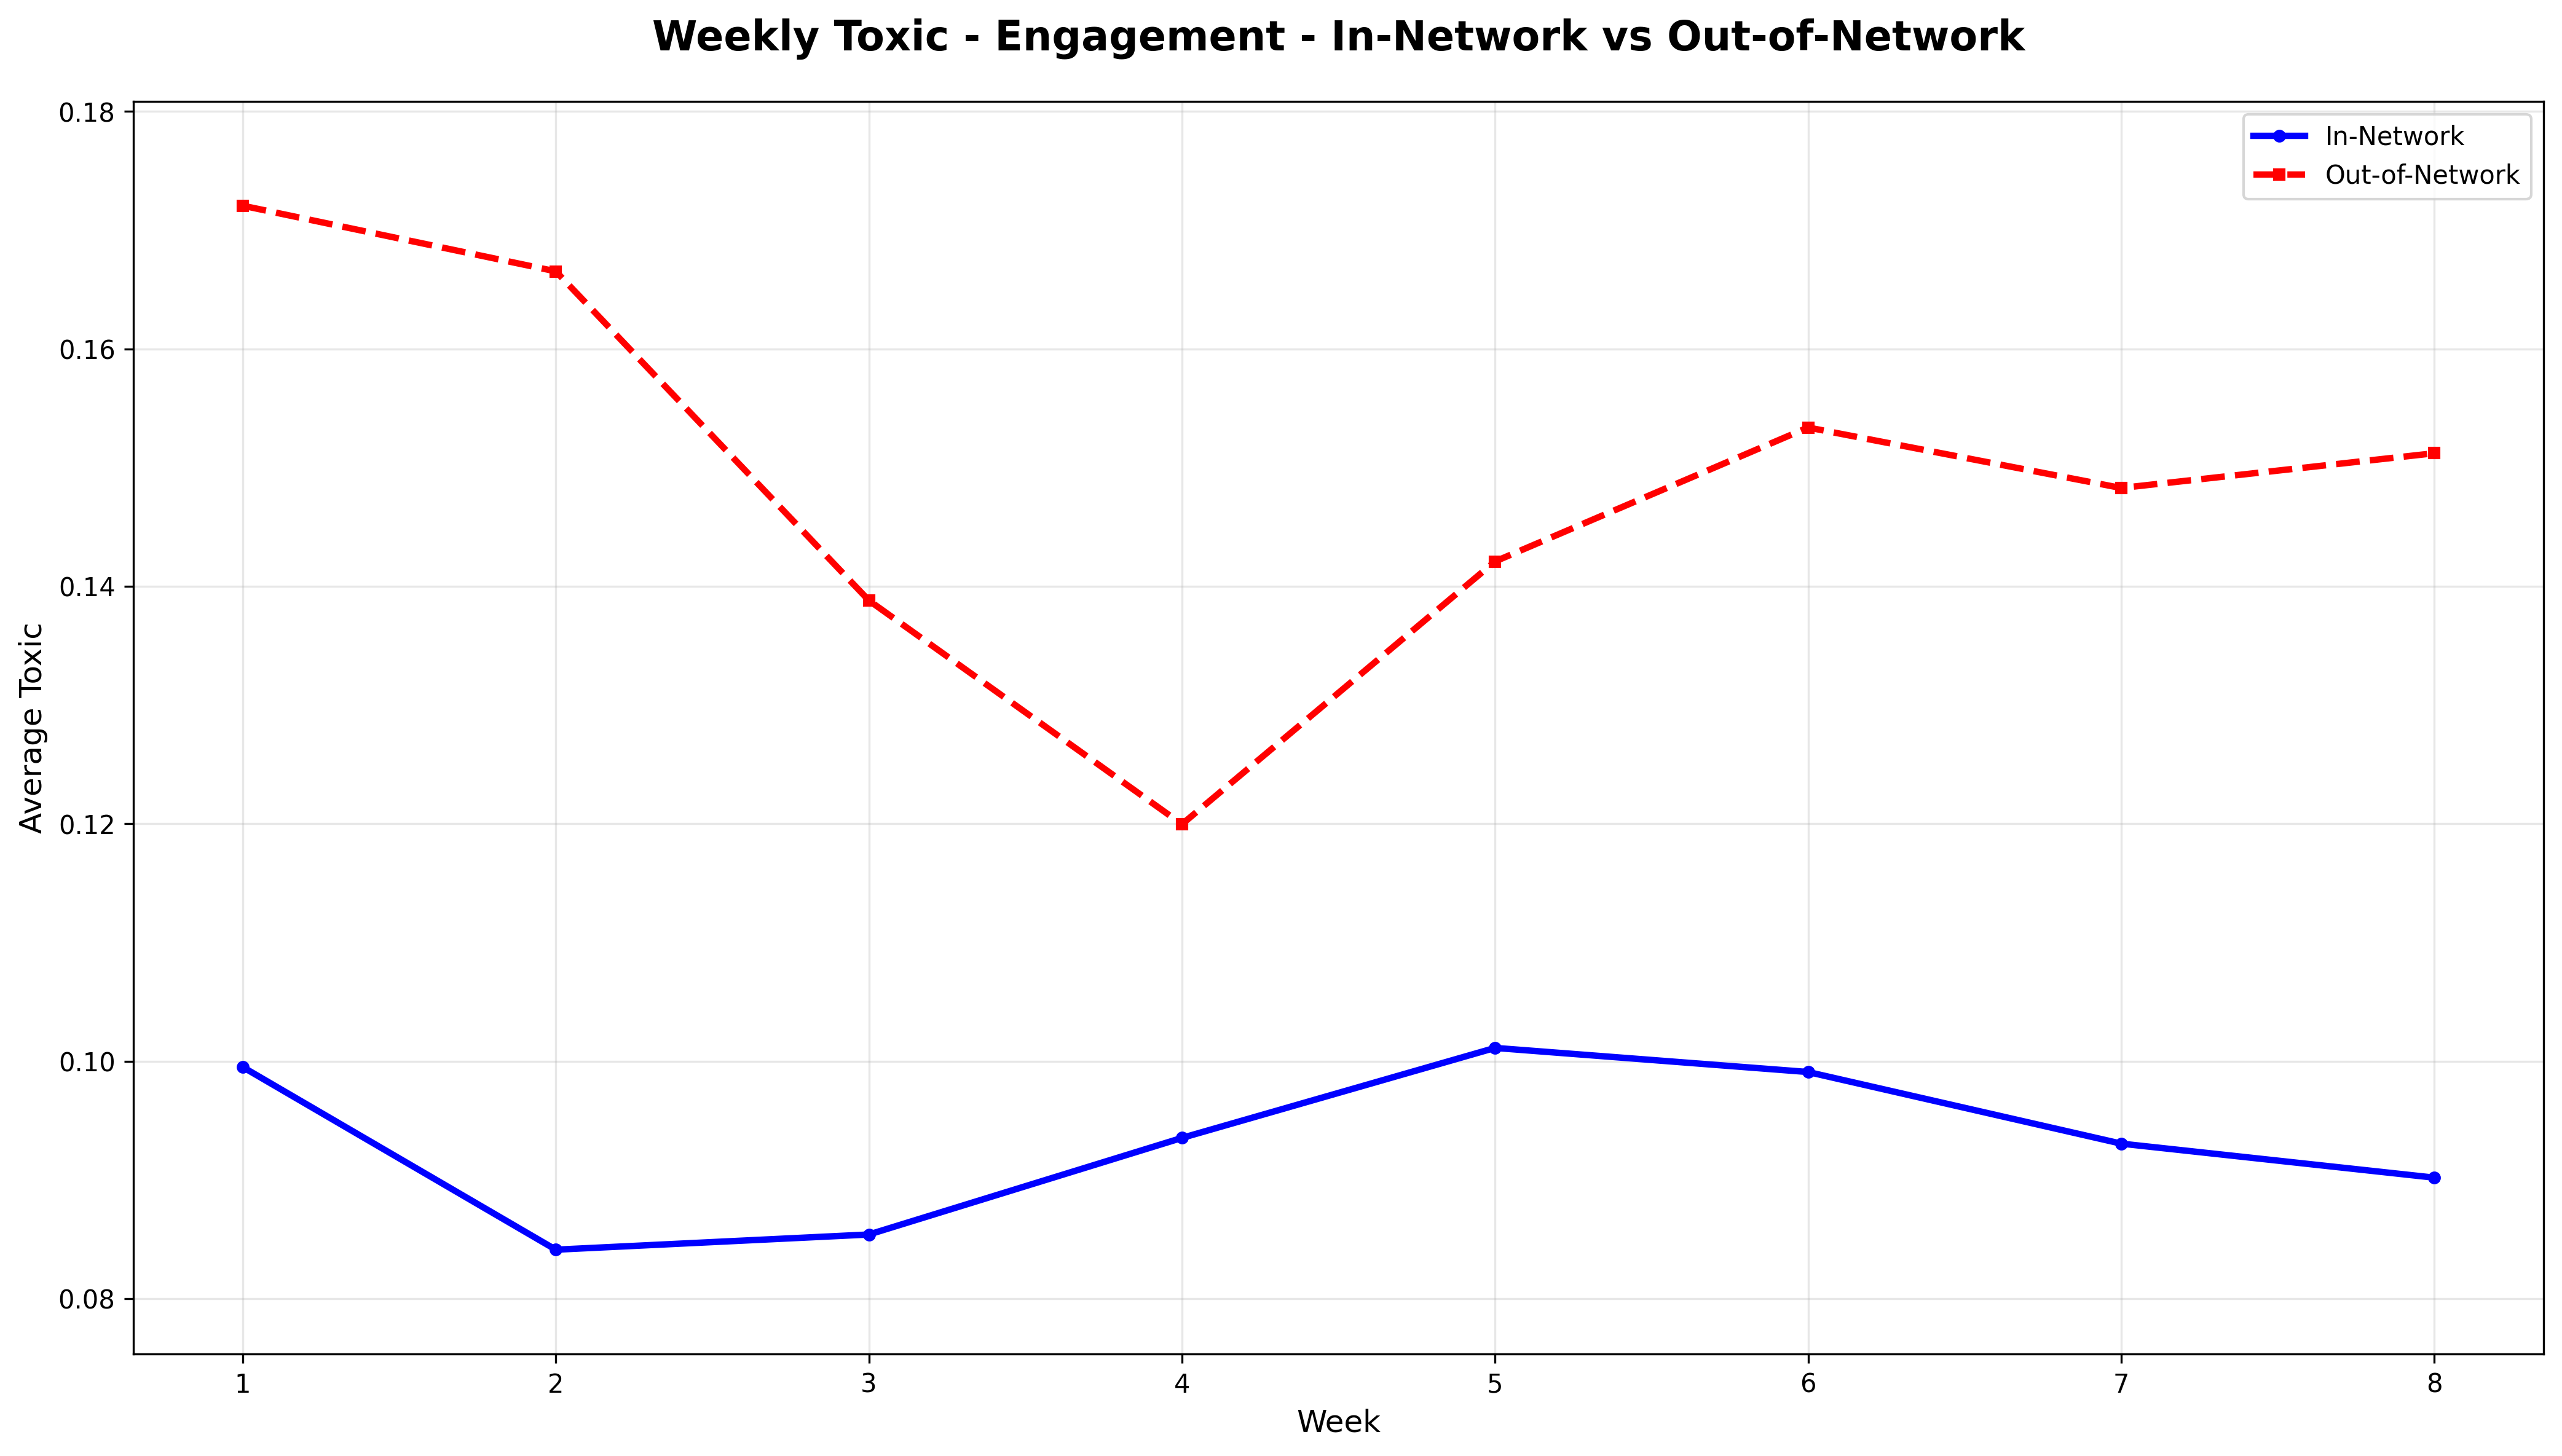 Weekly Toxic - Engagement - In-Network vs Out-of-Network
In-Network
Out-of-Network
Average Toxic
0.18
0.16
0.14
0.12
0.10
0.08
1 2 3 4 5 6 7 8
Week